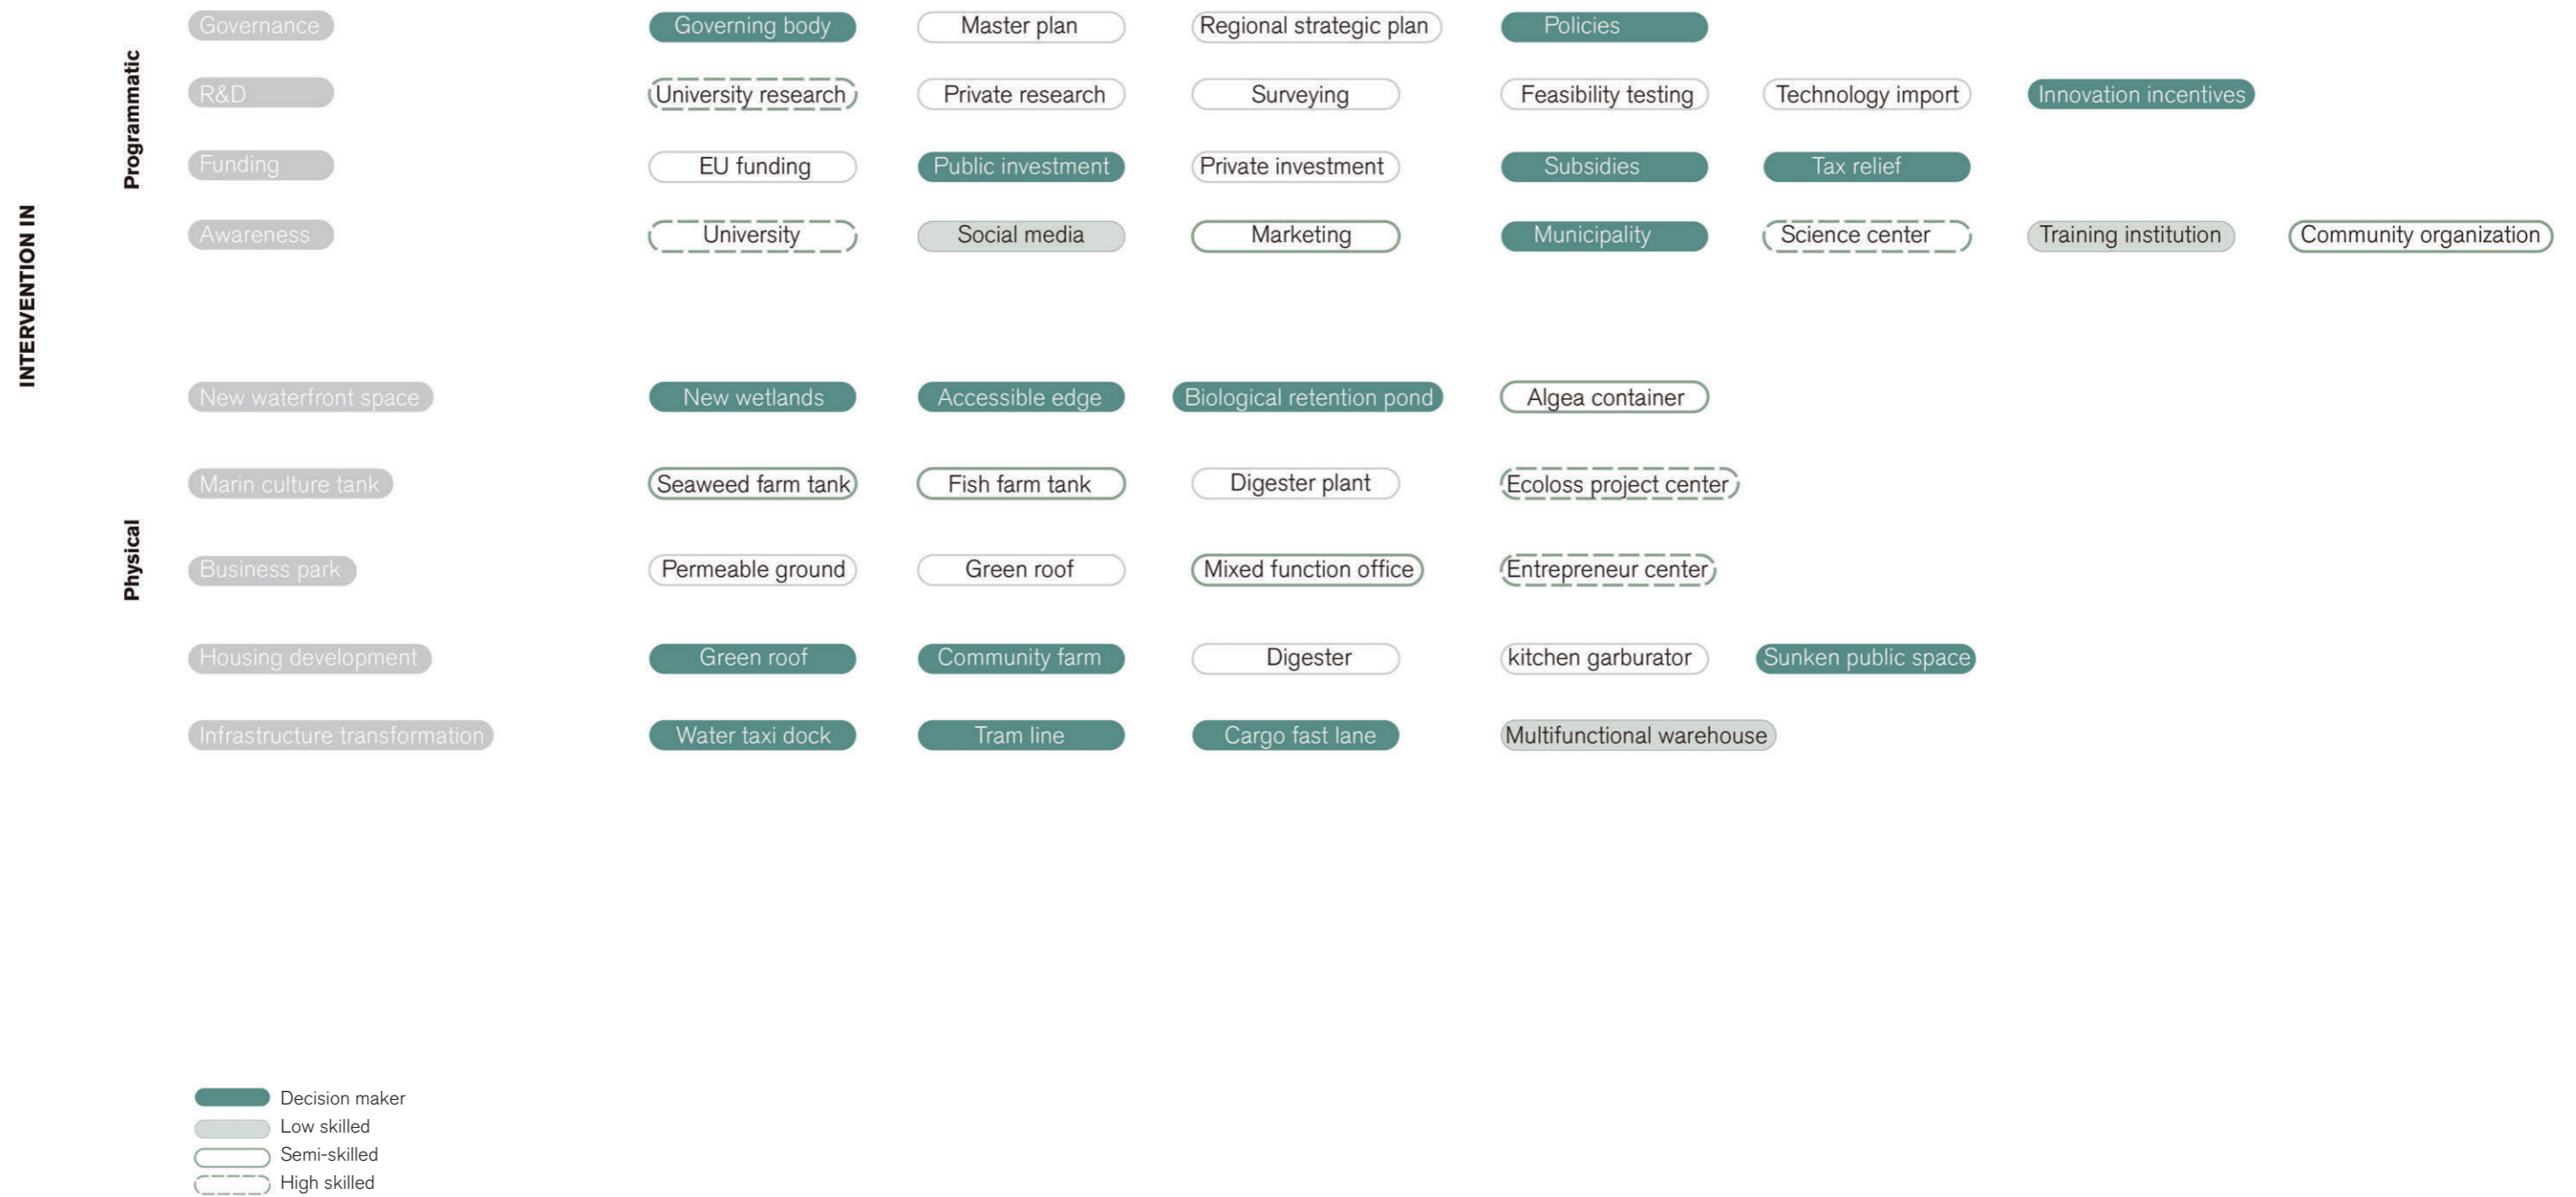 INTERVENTION IN
Programmatic
Governance
Governing body
Master plan
Regional strategic plan
Policies
R&D
University research
Private research
Surveying
Feasibility testing
Technology import
Innovation incentives
Funding
EU funding
Public investment
Private investment
Subsidies
Tax relief
Awareness
University
Social media
Marketing
Municipality
Science center
Training institution
Community organization
Physical
New waterfront space
New wetlands
Accessible edge
Biological retention pond
Algea container
Marin culture tank
Seaweed farm tank
Fish farm tank
Digester plant
Ecoloss project center
Business park
Permeable ground
Green roof
Mixed function office
Entrepreneur center
Housing development
Green roof
Community farm
Digester
kitchen garburator
Sunken public space
Infrastructure transformation
Water taxi dock
Tram line
Cargo fast lane
Multifunctional warehouse
Decision maker
Low skilled
Semi-skilled
High skilled